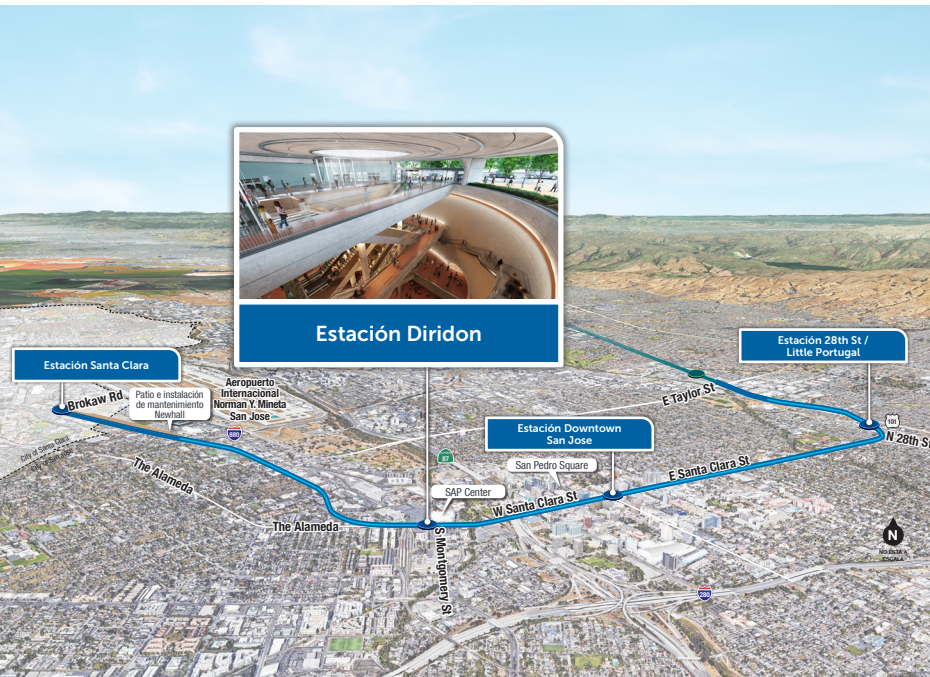 Estación Diridon
Estación Santa Clara
Brokaw Rd
Patio e instalación
de mantenimiento
Newhall
Aeropuerto
Internacional
Norman Y. Mineta
San Jose
880
Estación 28th St /
Little Portugal
E Taylor St
101
N 28th St
Estación Downtown
San Jose
San Pedro Square
87
SAP Center
E Santa Clara St
W Santa Clara St
The Alameda
The Alameda
S Montgomery St
City of Santa Clara
N
NO ESTÁ A
ESCALA
280